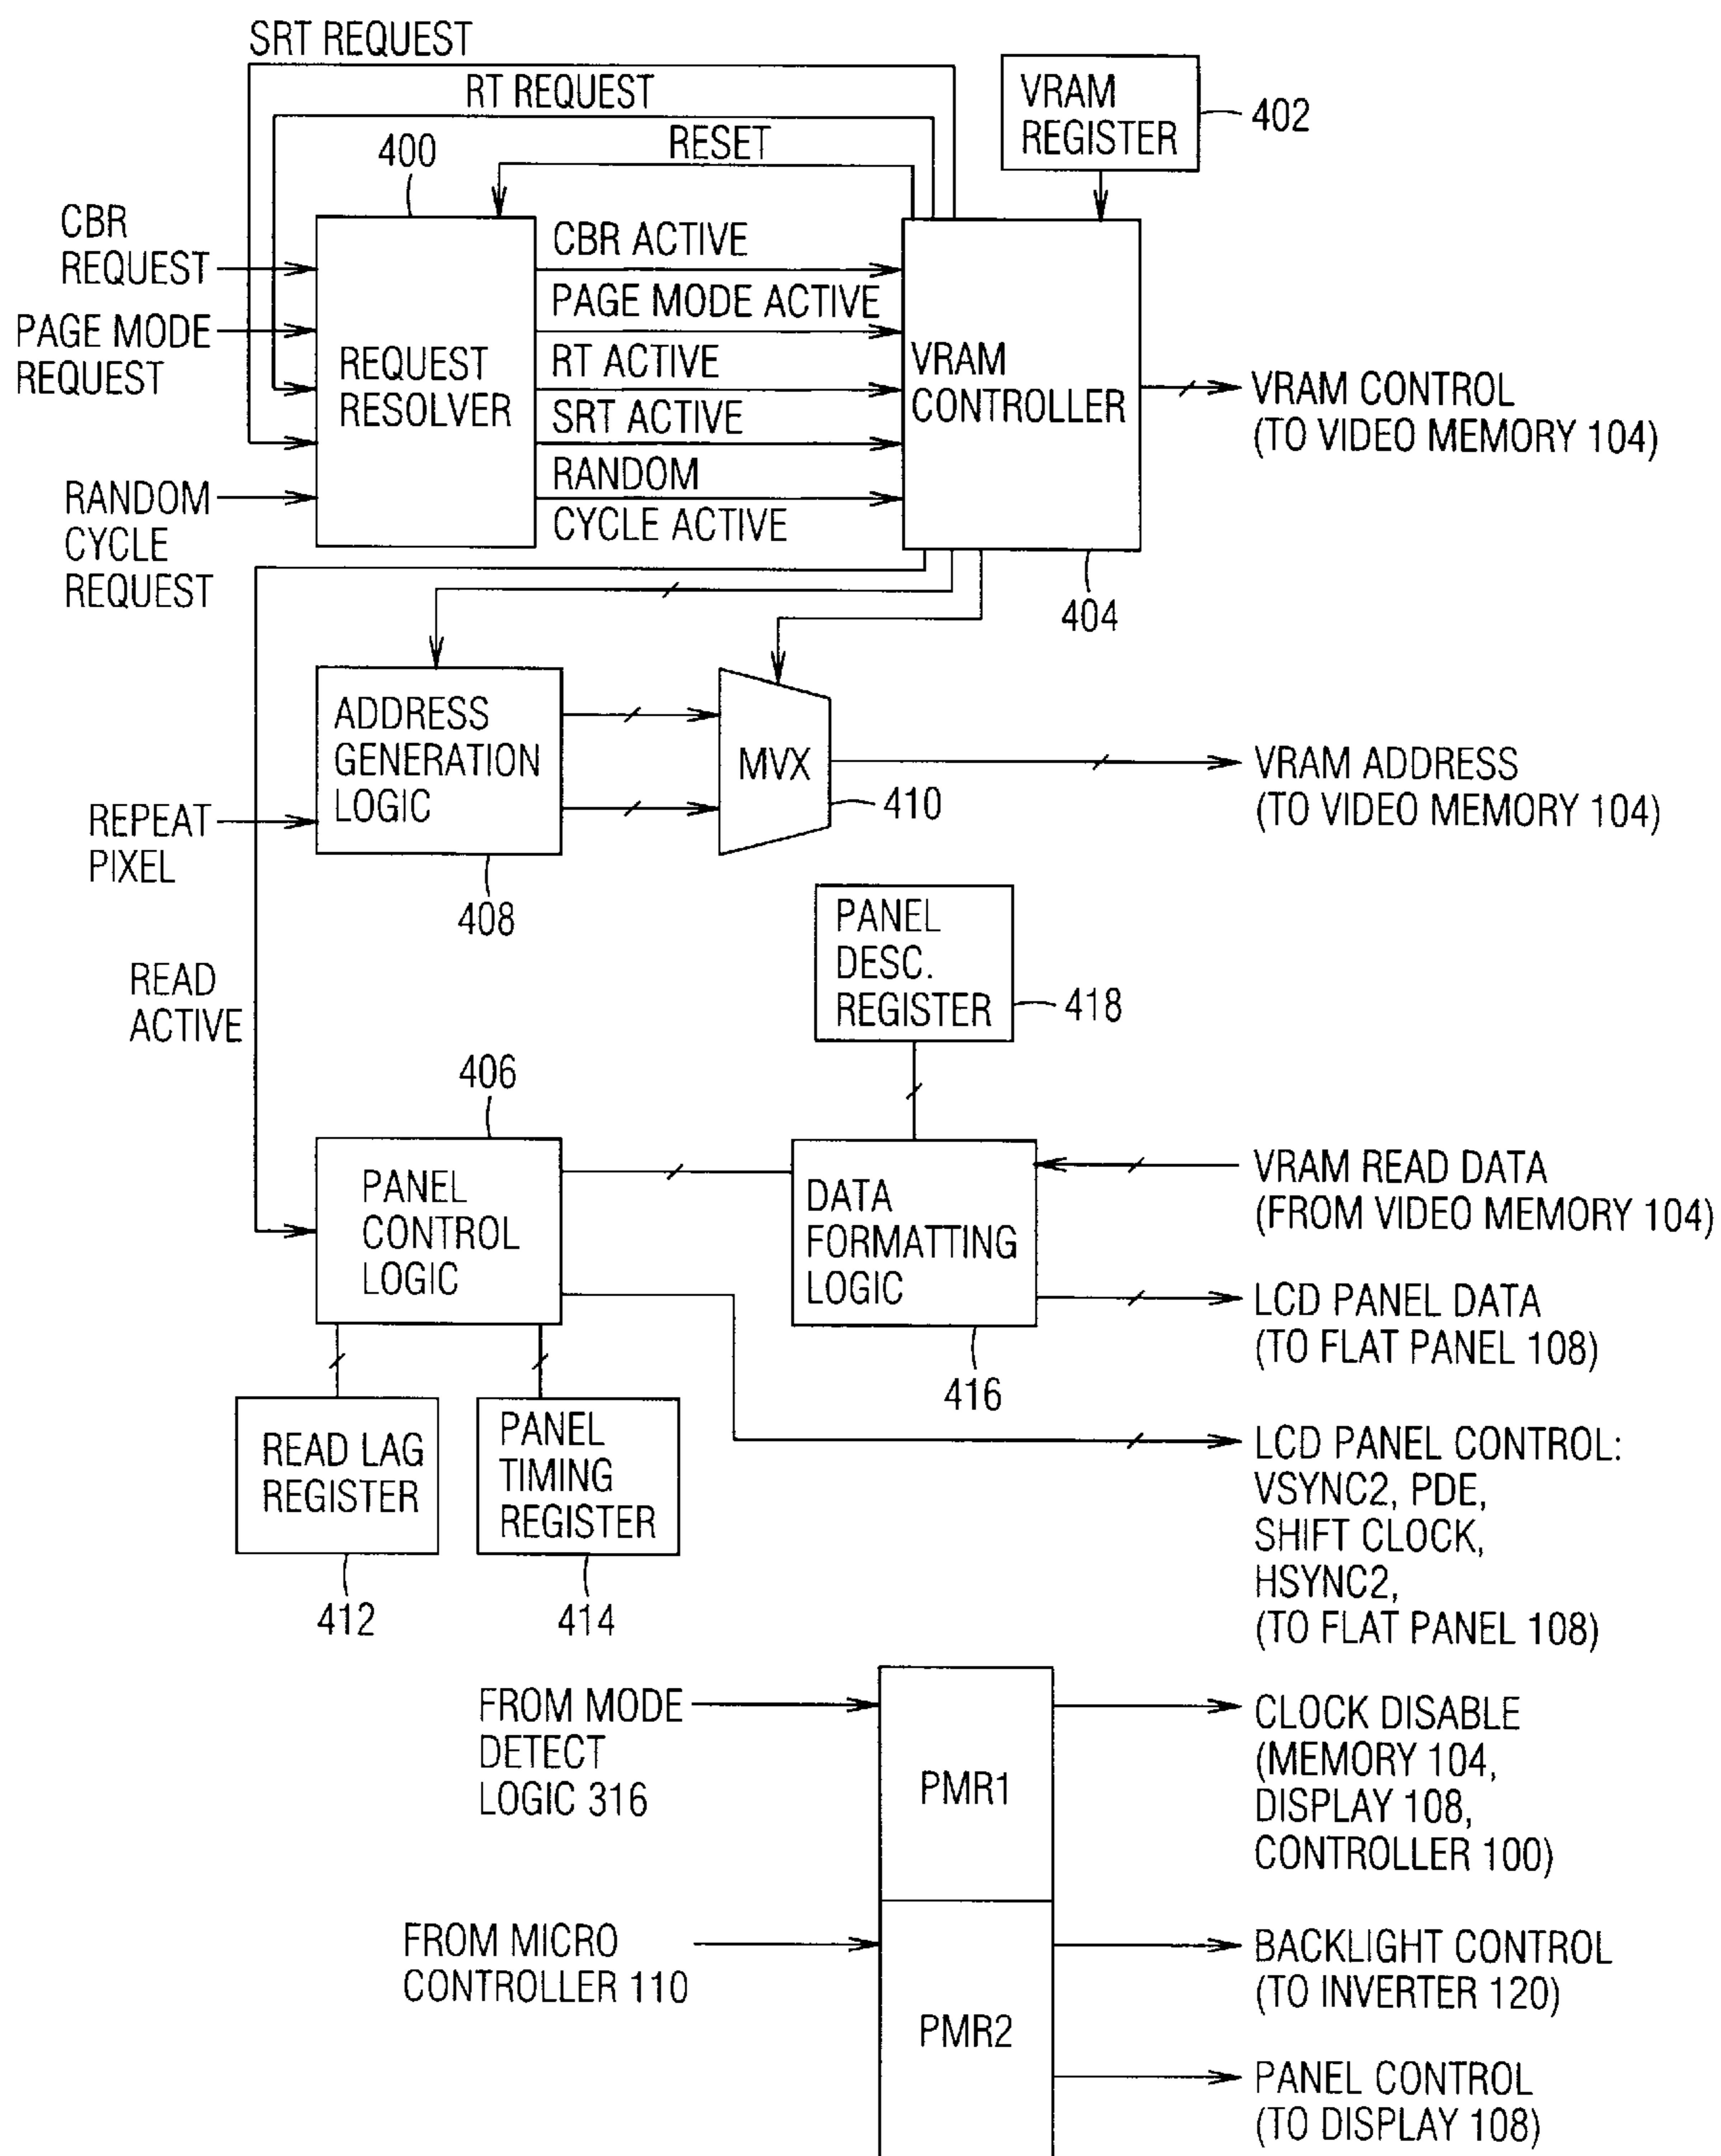 SRT REQUEST
RT REQUEST
RESET
VRAM
REGISTER
402
400
CBR
REQUEST
PAGE MODE
REQUEST
RANDOM
CYCLE
REQUEST
REQUEST
RESOLVER
CBR ACTIVE
PAGE MODE ACTIVE
RT ACTIVE
SRT ACTIVE
RANDOM
CYCLE ACTIVE
VRAM
CONTROLLER
404
VRAM CONTROL
(TO VIDEO MEMORY 104)
ADDRESS
GENERATION
LOGIC
408
REPEAT
PIXEL
MVX
410
VRAM ADDRESS
(TO VIDEO MEMORY 104)
READ
ACTIVE
PANEL
DESC.
REGISTER
418
406
PANEL
CONTROL
LOGIC
DATA
FORMATTING
LOGIC
416
VRAM READ DATA
(FROM VIDEO MEMORY 104)
LCD PANEL DATA
(TO FLAT PANEL 108)
READ LAG
REGISTER
412
PANEL
TIMING
REGISTER
414
LCD PANEL CONTROL:
VSYNC2, PDE,
SHIFT CLOCK,
HSYNC2,
(TO FLAT PANEL 108)
FROM MODE
DETECT
LOGIC 316
PMR1
CLOCK DISABLE
(MEMORY 104,
DISPLAY 108,
CONTROLLER 100)
FROM MICRO
CONTROLLER 110
PMR2
BACKLIGHT CONTROL
(TO INVERTER 120)
PANEL CONTROL
(TO DISPLAY 108)